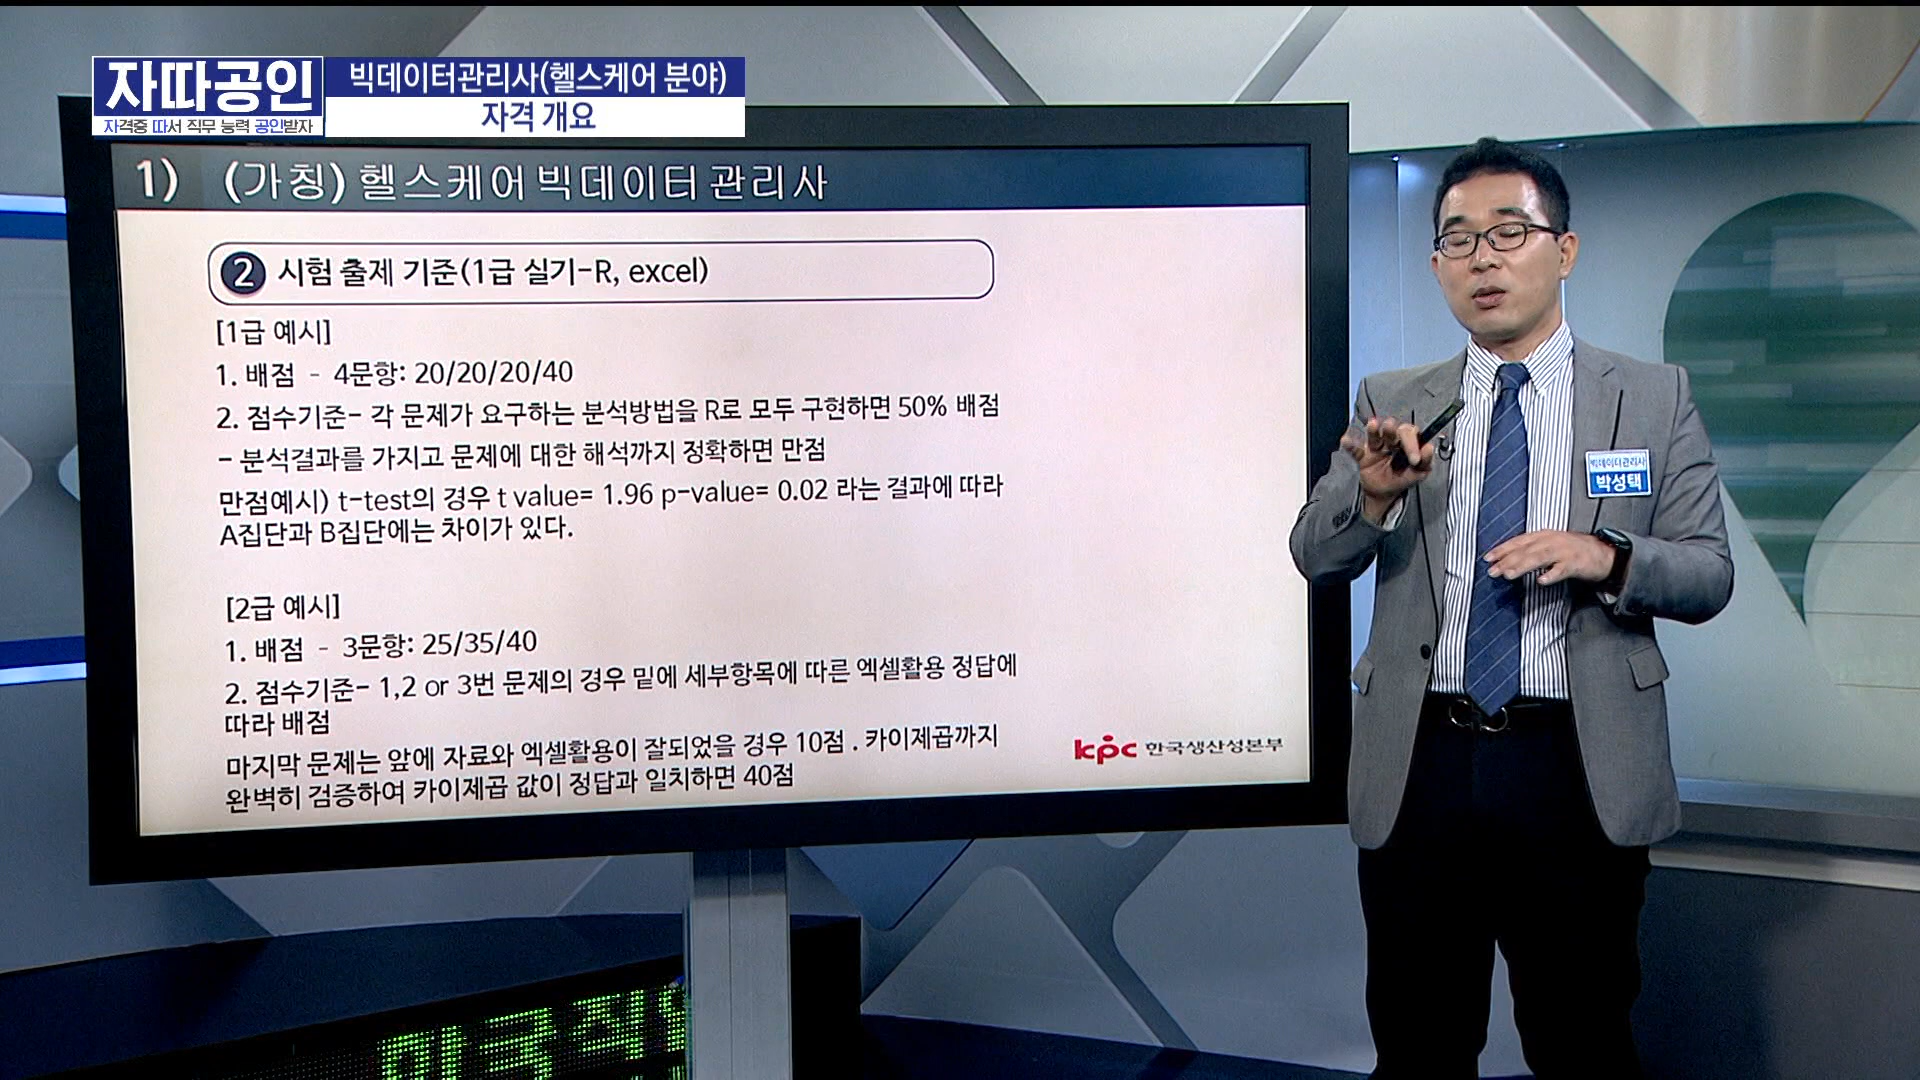 자따공인
자격증 따서 직무 능력 공인받자
빅데이터관리사(헬스케어 분야)
자격 개요
1) (가칭) 헬스케어 빅데이터 관리사
2 시험 출제 기준(1급 실기-R, excel)
[1급 예시]
1. 배점 - 4문항: 20/20/20/40
2. 점수기준- 각 문제가 요구하는 분석방법을 R로 모두 구현하면 50% 배점
- 분석결과를 가지고 문제에 대한 해석까지 정확하면 만점
만점예시) t-test의 경우 t value= 1.96 p-value= 0.02 라는 결과에 따라
A집단과 B집단에는 차이가 있다.
[2급 예시]
1. 배점 - 3문항: 25/35/40
2. 점수기준- 1,2 or 3번 문제의 경우 밑에 세부항목에 따른 엑셀활용 정답에
따라 배점
마지막 문제는 앞에 자료와 엑셀활용이 잘되었을 경우 10점 . 카이제곱까지
완벽히 검증하여 카이제곱 값이 정답과 일치하면 40점
kpc 한국생산성본부
빅데이터관리사
박성택
한국직업